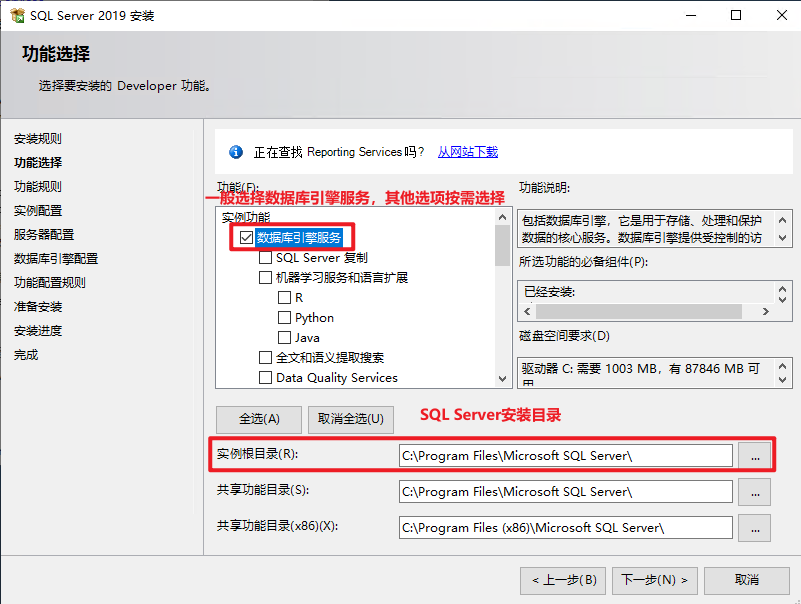 SQL Server 2019 安装
功能选择
选择要安装的 Developer 功能。
安装规则
功能选择
功能规则
实例配置
服务器配置
数据库引擎配置
功能配置规则
准备安装
安装进度
完成
正在查找 Reporting Services 吗? 从网站下载
功能(F):
一般选择数据库引擎服务，其他选项按需选择
实例功能
数据库引擎服务
SQL Server 复制
机器学习服务和语言扩展
R
Python
Java
全文和语义提取搜索
Data Quality Services
功能说明:
包括数据库引擎，它是用于存储、处理和保护
数据的核心服务。数据库引擎提供受控制的访
所选功能的必备组件(P):
已经安装:
磁盘空间要求(D)
驱动器 C: 需要 1003 MB，有 87846 MB 可
用
全选(A) 取消全选(U)
SQL Server安装目录
实例根目录(R): C:\Program Files\Microsoft SQL Server\ ...
共享功能目录(S): C:\Program Files\Microsoft SQL Server\ ...
共享功能目录(x86)(X): C:\Program Files (x86)\Microsoft SQL Server\ ...
< 上一步(B) 下一步(N) > 取消